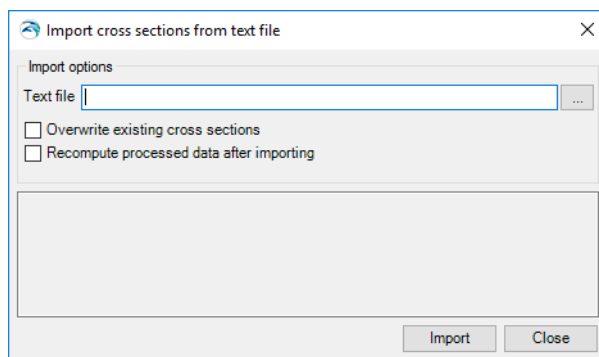 Import cross sections from text file
Import options
Text file
...
Overwrite existing cross sections
Recompute processed data after importing
Import Close